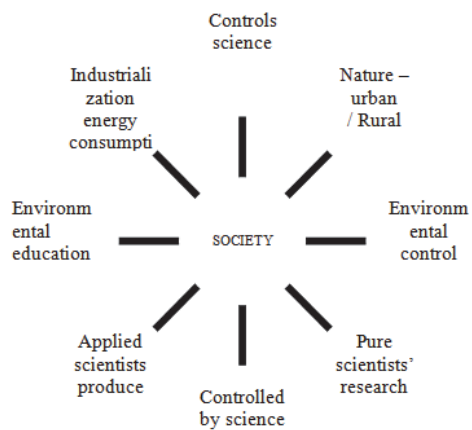 Controls
science
Industriali
zation
energy
consumpti
Nature –
urban
/ Rural
Environm
ental
education
SOCIETY
Environm
ental
control
Applied
scientists
produce
Controlled
by science
Pure
scientists’
research